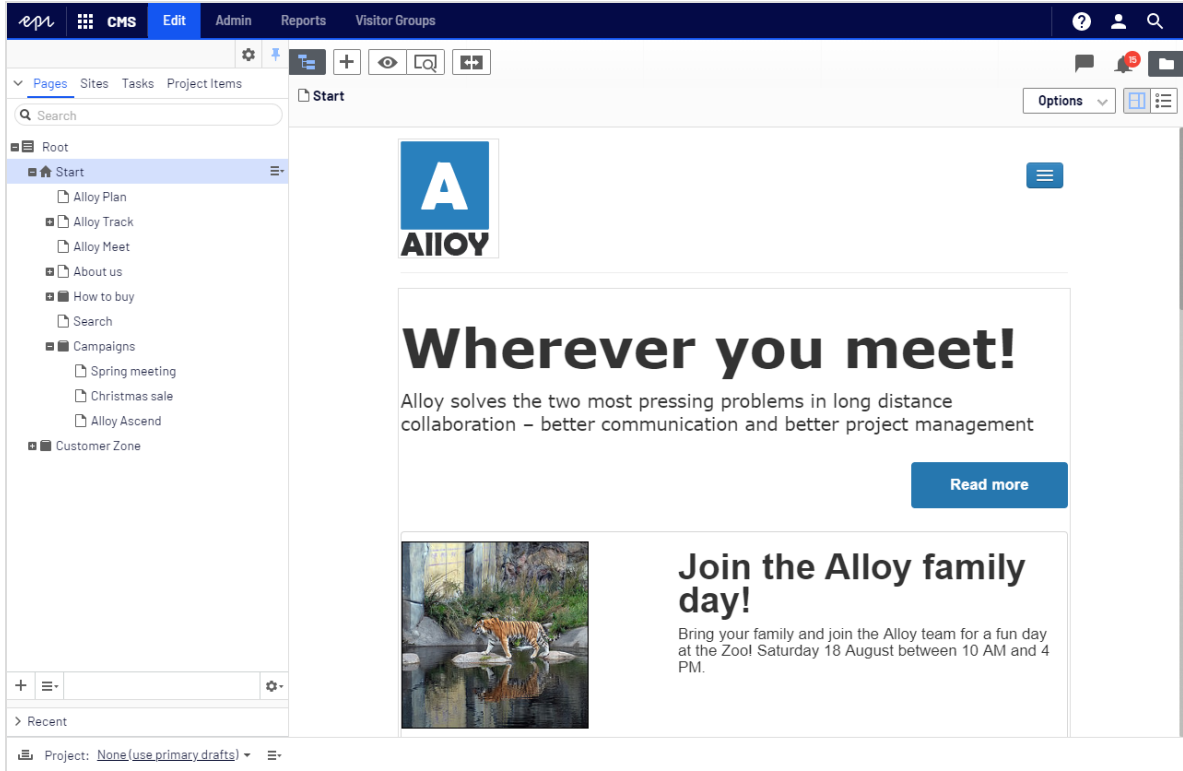 epi CMS Edit Admin Reports Visitor Groups
Pages Sites Tasks Project Items
15
Start
Options
Search
Root
Start
Alloy Plan
Alloy Track
Alloy Meet
About us
How to buy
Search
Campaigns
Spring meeting
Christmas sale
Alloy Ascend
Customer Zone
A
AllOY
Wherever you meet!
Alloy solves the two most pressing problems in long distance
collaboration – better communication and better project management
Read more
Join the Alloy family
day!
Bring your family and join the Alloy team for a fun day
at the Zoo! Saturday 18 August between 10 AM and 4
PM.
Recent
Project: None (use primary drafts)